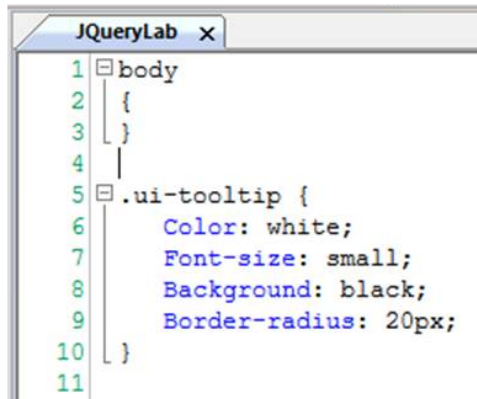 JQueryLab x
1 body
2 {
3 }
4
5 .ui-tooltip {
6 Color: white;
7 Font-size: small;
8 Background: black;
9 Border-radius: 20px;
10 }
11